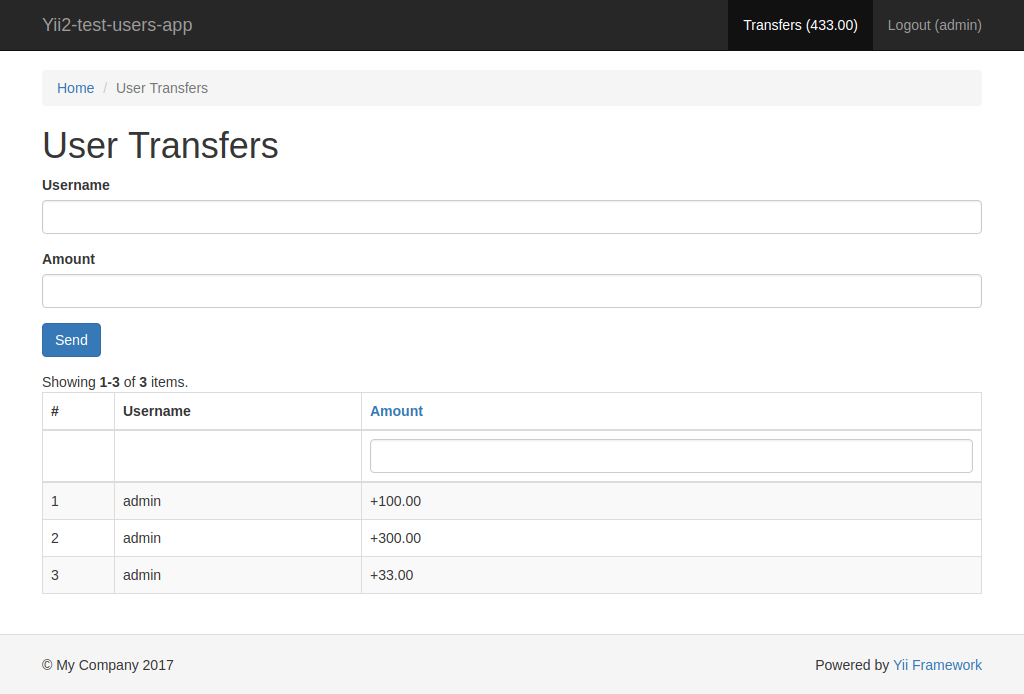 Yii2-test-users-app Transfers (433.00) Logout (admin)
Home / User Transfers
User Transfers
Username
Amount
Send
Showing 1-3 of 3 items.
# Username Amount
1 admin +100.00
2 admin +300.00
3 admin +33.00
© My Company 2017 Powered by Yii Framework